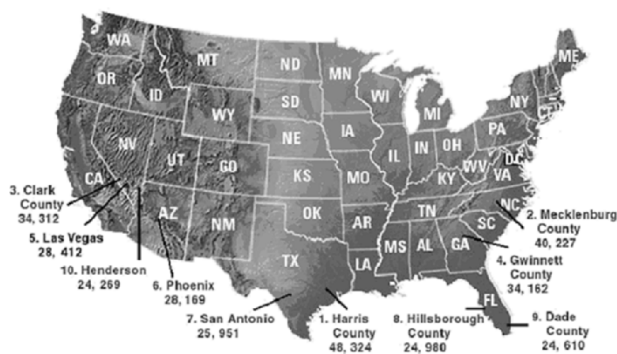 WA
MT
ND
MN
ME
OR
ID
SD
WI
MI
NY
WY
IA
PA
NV
NE
IL
IN
OH
UT
CO
KS
MO
KY
WV
VA
DC
CT
CA
AZ
NM
OK
AR
TN
NC
SC
TX
LA
MS
AL
GA
FL
3. Clark
County
34, 312
5. Las Vegas
28, 412
10. Henderson
24, 269
6. Phoenix
28, 169
7. San Antonio
25, 951
1. Harris
County
48, 324
8. Hillsborough
County
24, 980
2. Mecklenburg
County
40, 227
4. Gwinnett
County
34, 162
9. Dade
County
24, 610